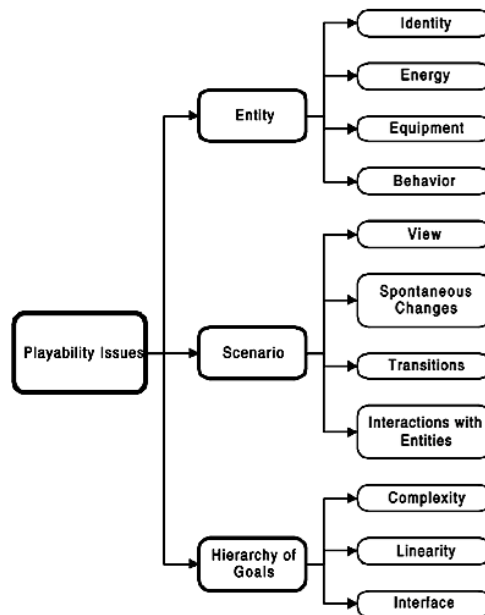 Identity
Energy
Entity
Equipment
Behavior
View
Spontaneous
Changes
Playability Issues
Scenario
Transitions
Interactions with
Entities
Complexity
Hierarchy of
Goals
Linearity
Interface